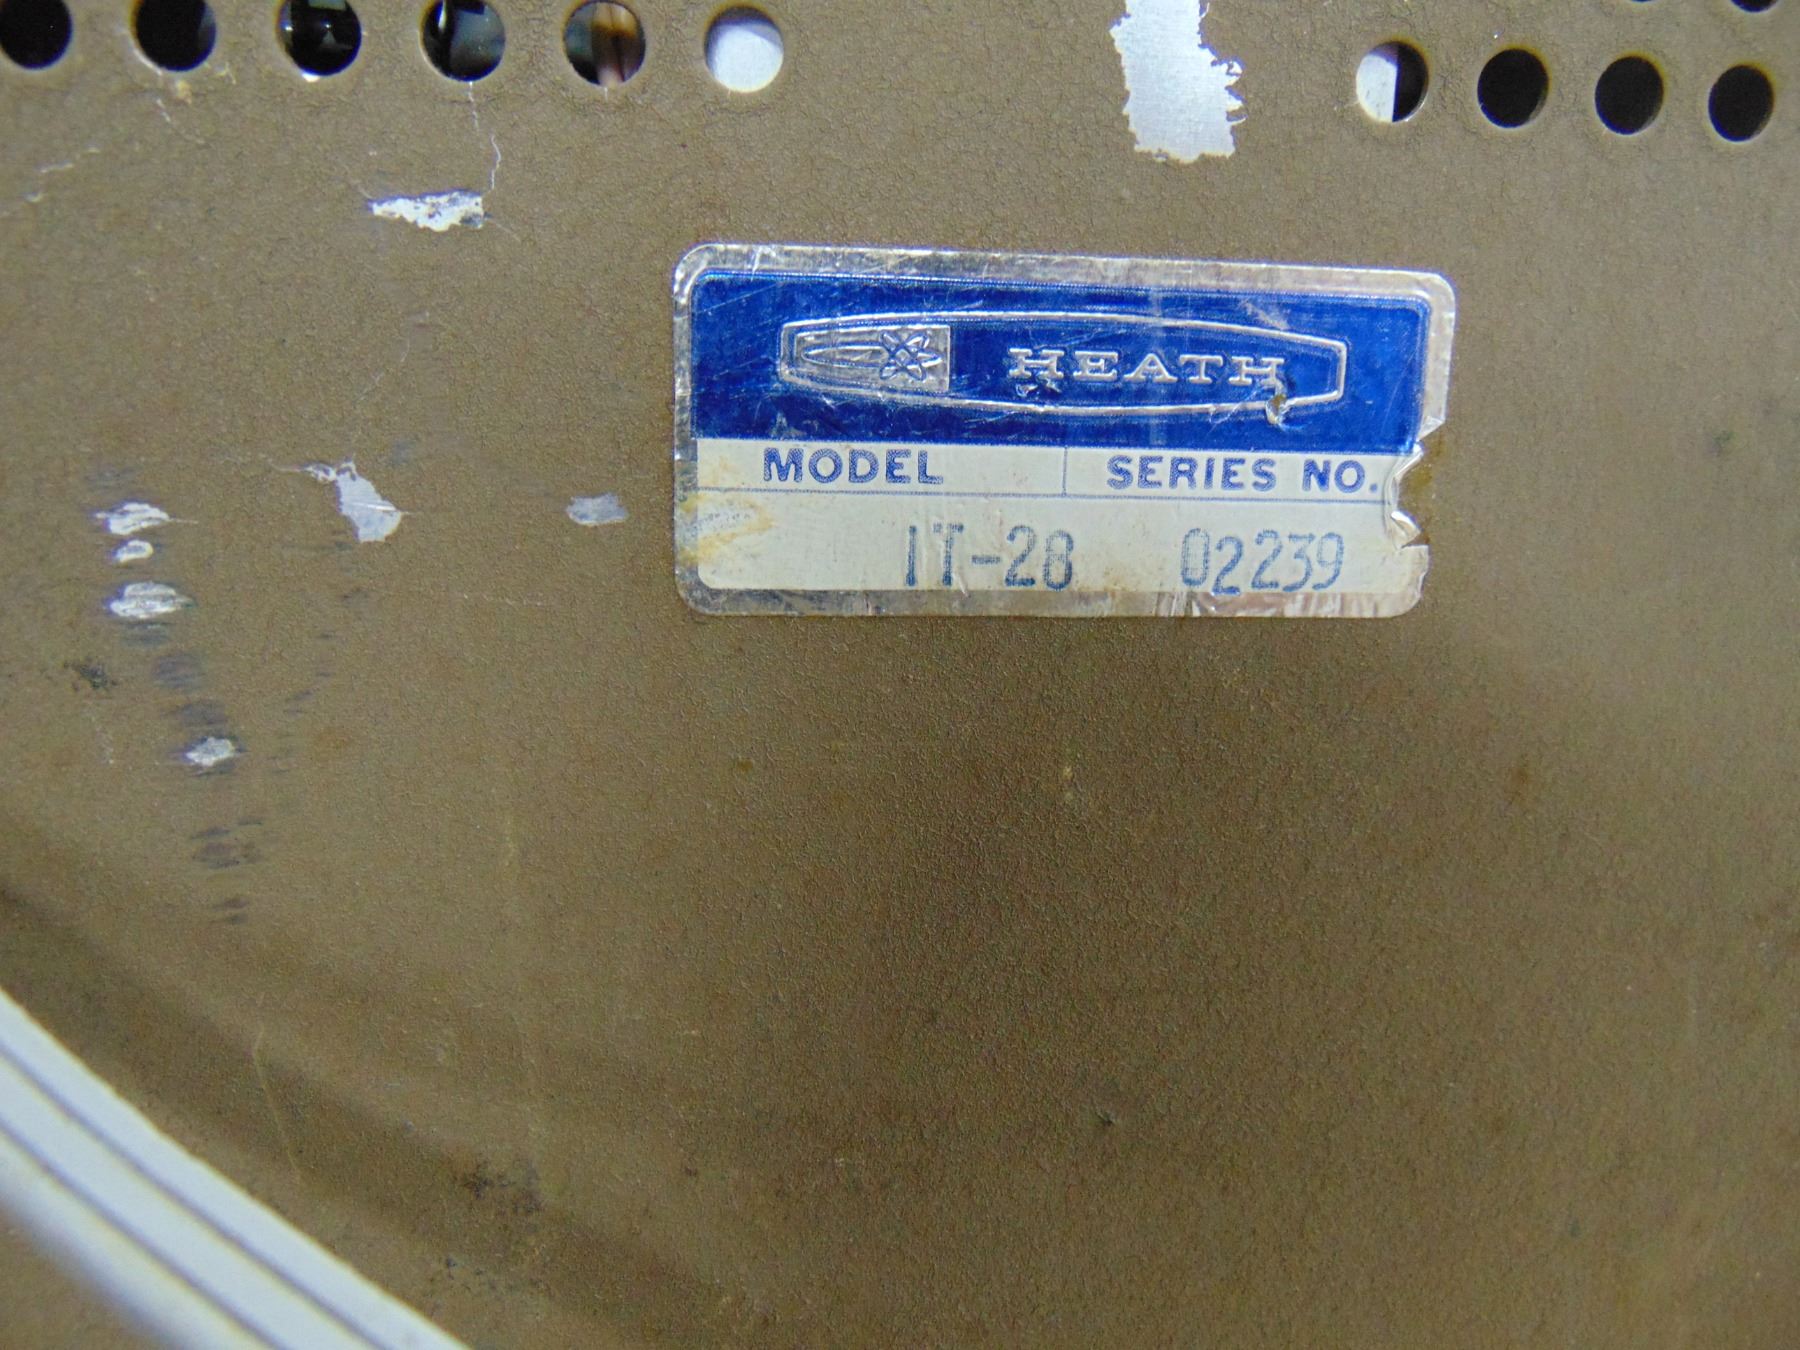 HEATH
MODEL SERIES NO.
IT-28 02239